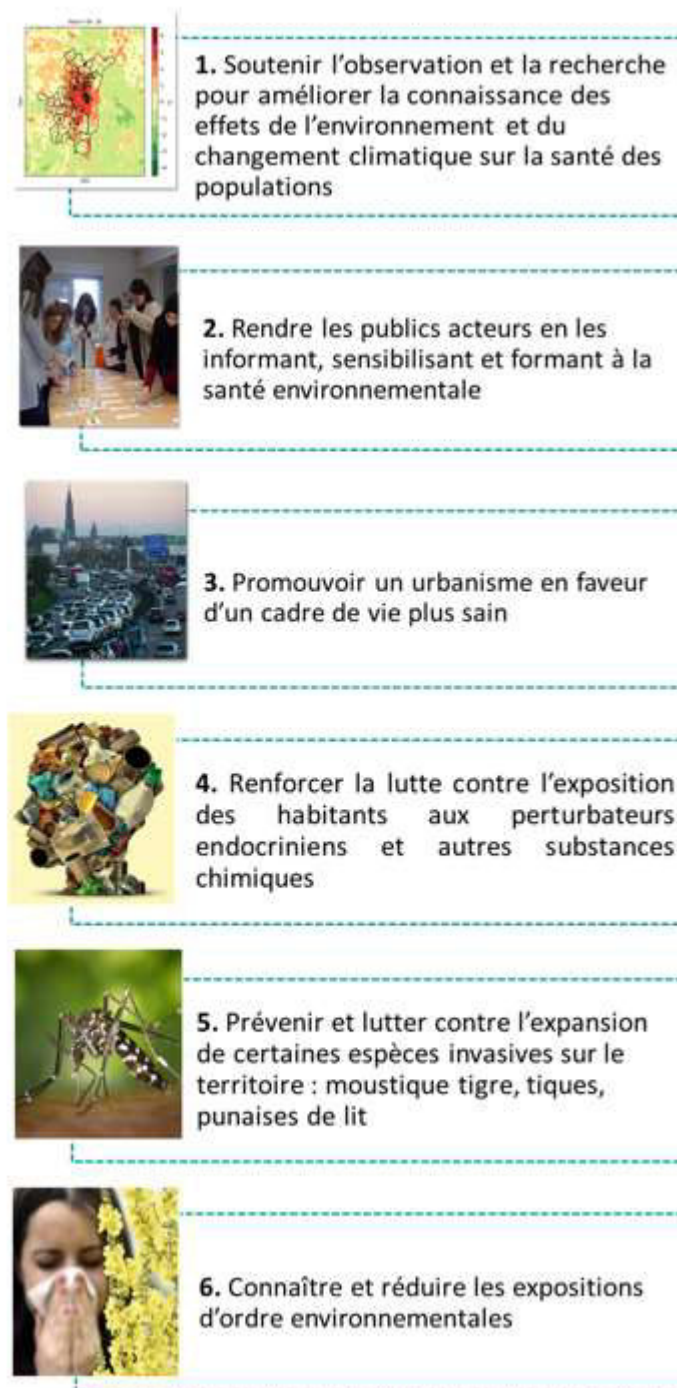 1. Soutenir l'observation et la recherche
pour améliorer la connaissance des
effets de l'environnement et du
changement climatique sur la santé des
populations
2. Rendre les publics acteurs en les
informant, sensibilisant et formant à la
santé environnementale
3. Promouvoir un urbanisme en faveur
d'un cadre de vie plus sain
4. Renforcer la lutte contre l'exposition
des habitants aux perturbateurs
endocriniens et autres substances
chimiques
5. Prévenir et lutter contre l'expansion
de certaines espèces invasives sur le
territoire : moustique tigre, tiques,
punaises de lit
6. Connaître et réduire les expositions
d'ordre environnementales